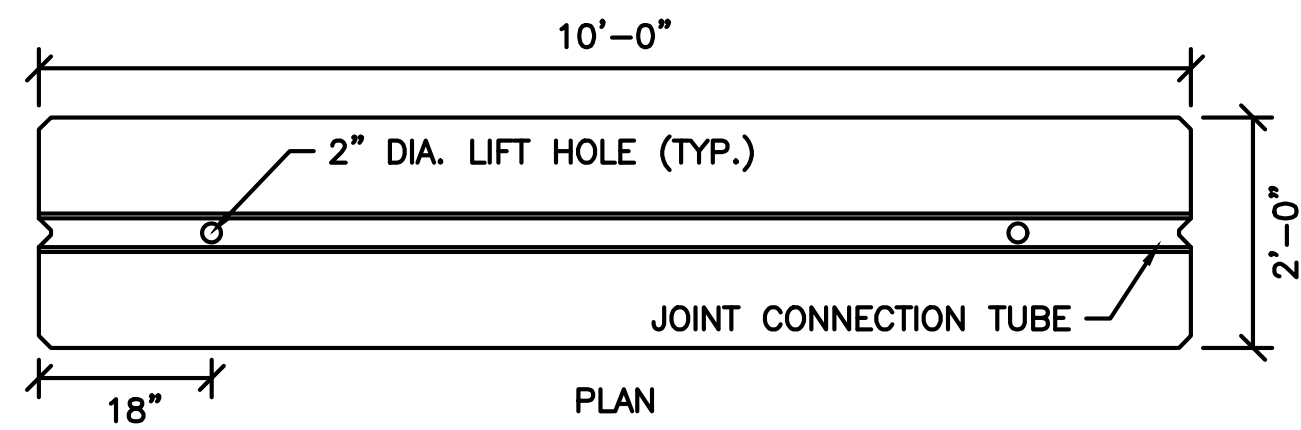 10’–0”
2” DIA. LIFT HOLE (TYP.)
2’–0”
JOINT CONNECTION TUBE
18”
PLAN